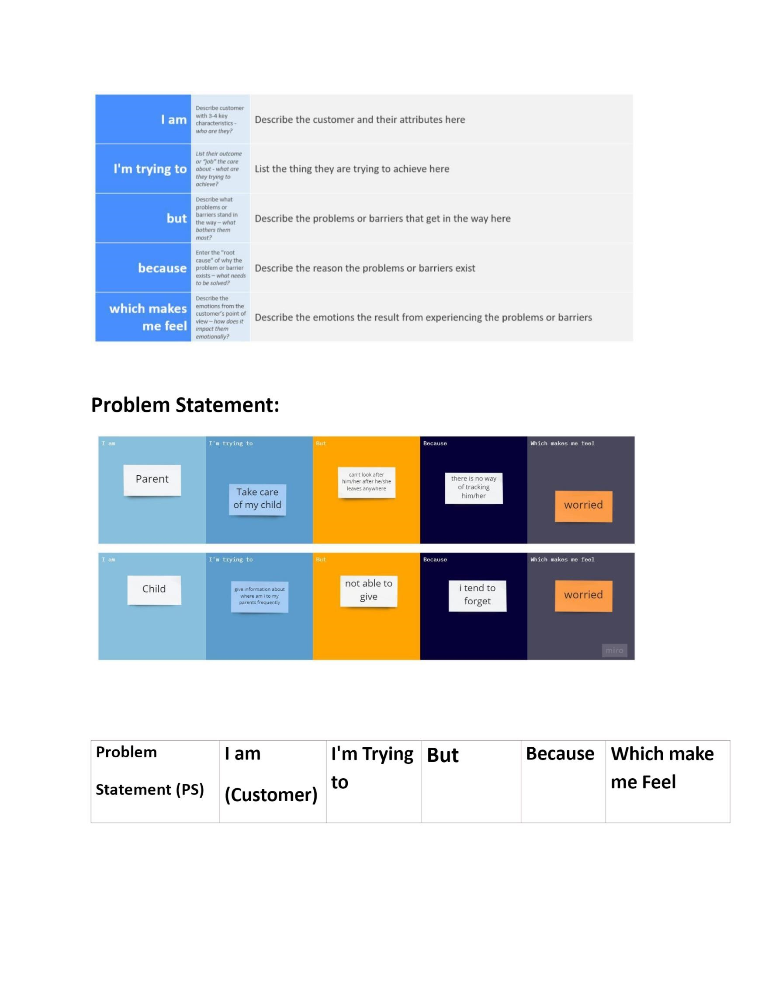 I am
Describe customer
with 3-4 key
characteristics -
who are they?
Describe the customer and their attributes here
I'm trying to
List their outcome
or "job" the care
about - what are
they trying to
achieve?
List the thing they are trying to achieve here
but
Describe what
problems or
barriers stand in
the way – what
bothers them
most?
Describe the problems or barriers that get in the way here
because
Enter the "root
cause" of why the
problem or barrier
exists – what needs
to be solved?
Describe the reason the problems or barriers exist
which makes
me feel
Describe the
emotions from the
customer's point of
view – how does it
impact them
emotionally?
Describe the emotions the result from experiencing the problems or barriers
Problem Statement:
I am
Parent
I'm trying to
Take care
of my child
But
can't look after
him/her after he/she
leaves anywhere
Because
there is no way
of tracking
him/her
Which makes me feel
worried
I am
Child
I'm trying to
give information about
where am i to my
parents frequently
But
not able to
give
Because
i tend to
forget
Which makes me feel
worried
miro
Problem
Statement (PS)
I am
(Customer)
I'm Trying
to
But
Because
Which make
me Feel